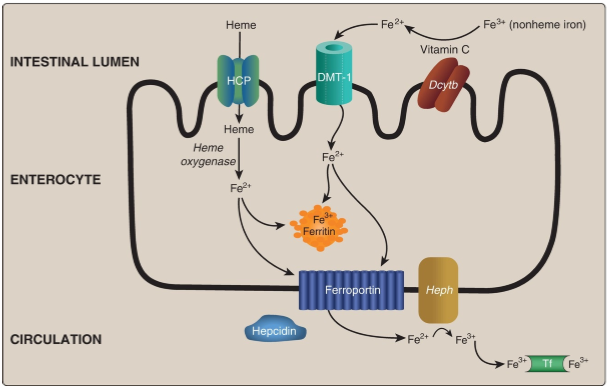 Heme
Fe2+
Fe3+ (nonheme iron)
Vitamin C
INTESTINAL LUMEN
HCP
DMT-1
Dcytb
Heme
Heme
oxygenase
Fe2+
ENTEROCYTE
Fe2+
Fe3+
Ferritin
Ferroportin
Heph
Hepcidin
CIRCULATION
Fe2+
Fe3+
Fe3+
Tf
Fe3+